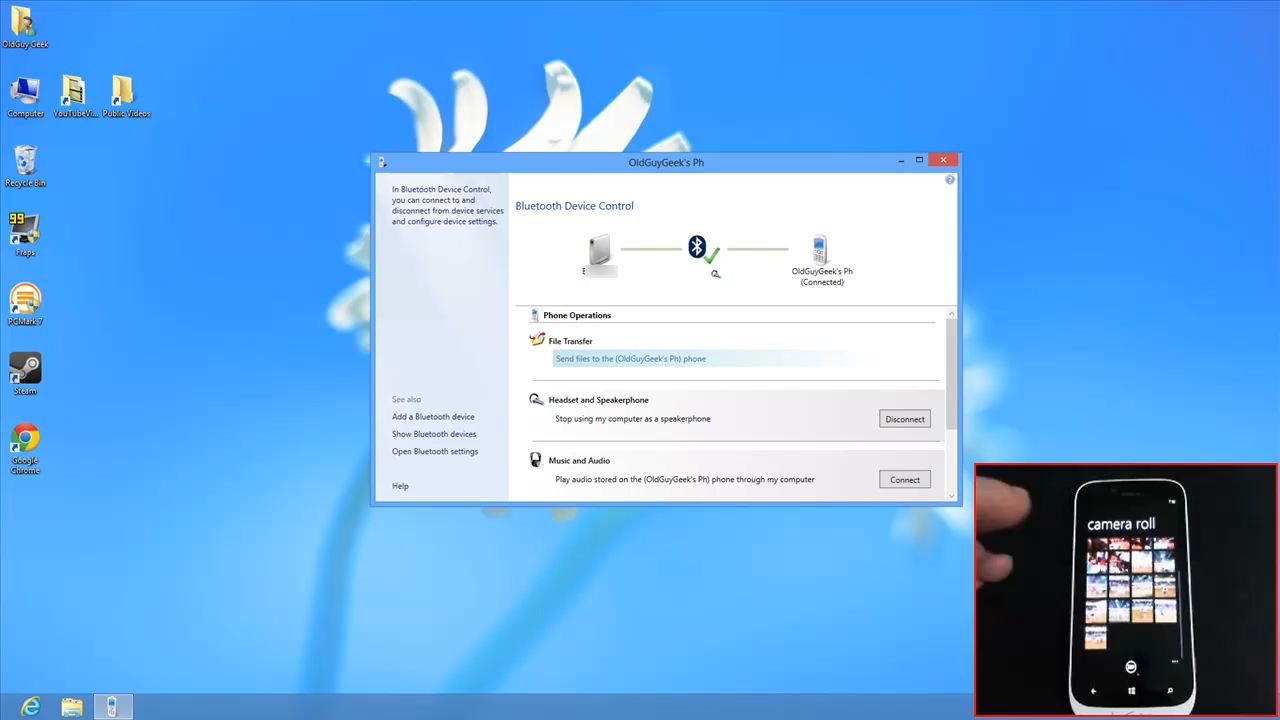 OldGuy Geek
Computer
YouTubeVi...
Public Videos
Recycle Bin
99
Fraps
PCMark 7
Steam
Google
Chrome
OldGuyGeek's Ph
In Bluetooth Device Control,
you can connect to and
disconnect from device services
and configure device settings.
See also
Add a Bluetooth device
Show Bluetooth devices
Open Bluetooth settings
Help
Bluetooth Device Control
OldGuyGeek's Ph
(Connected)
Phone Operations
File Transfer
Send files to the (OldGuyGeek's Ph) phone
Headset and Speakerphone
Stop using my computer as a speakerphone
Disconnect
Music and Audio
Play audio stored on the (OldGuyGeek's Ph) phone through my computer
Connect
camera roll